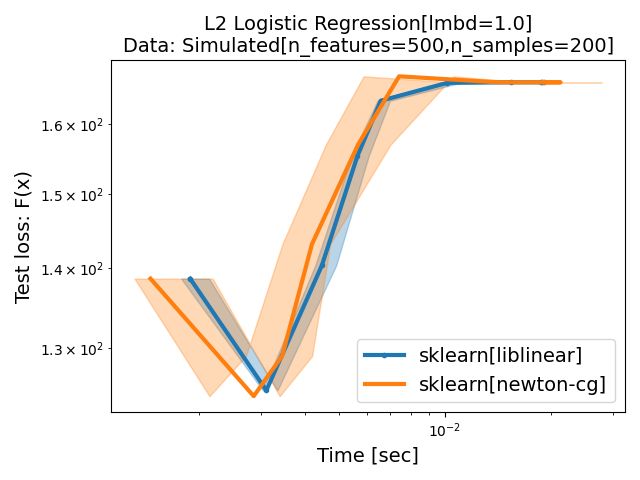 L2 Logistic Regression[lmbd=1.0]
Data: Simulated[n_features=500,n_samples=200]
Test loss: F(x)
1.6 × 10²
1.5 × 10²
1.4 × 10²
1.3 × 10²
sklearn[liblinear]
sklearn[newton-cg]
10⁻²
Time [sec]